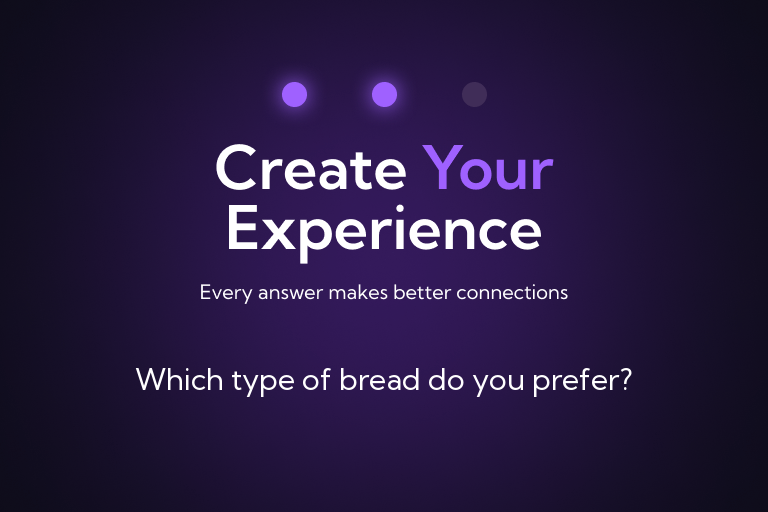 Create Your
Experience
Every answer makes better connections
Which type of bread do you prefer?